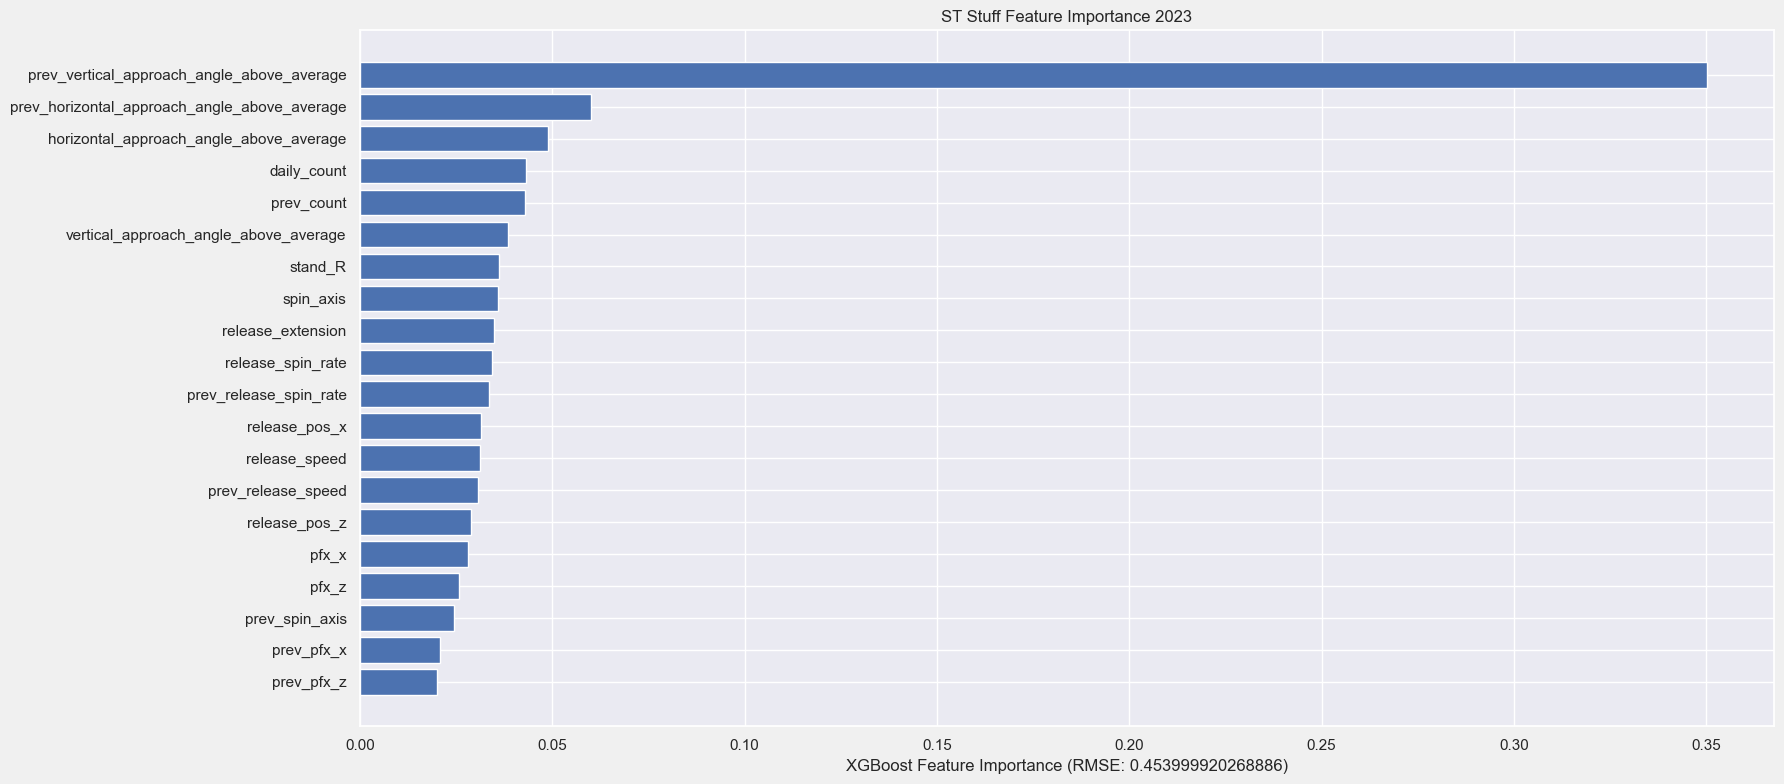 ST Stuff Feature Importance 2023
prev_vertical_approach_angle_above_average
prev_horizontal_approach_angle_above_average
horizontal_approach_angle_above_average
daily_count
prev_count
vertical_approach_angle_above_average
stand_R
spin_axis
release_extension
release_spin_rate
prev_release_spin_rate
release_pos_x
release_speed
prev_release_speed
release_pos_z
pfx_x
pfx_z
prev_spin_axis
prev_pfx_x
prev_pfx_z
0.00 0.05 0.10 0.15 0.20 0.25 0.30 0.35
XGBoost Feature Importance (RMSE: 0.453999920268886)